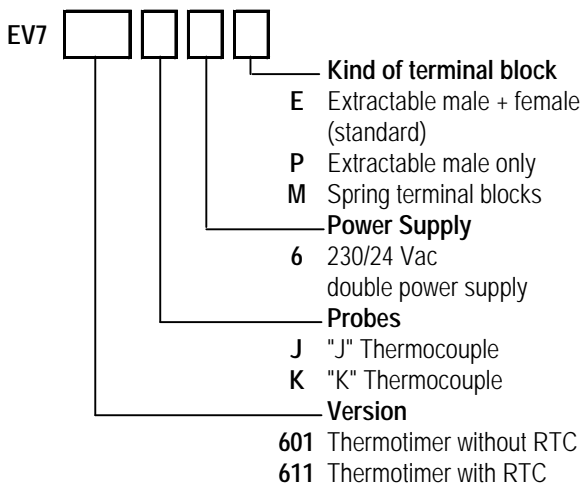 EV7
Kind of terminal block
E Extractable male + female
(standard)
P Extractable male only
M Spring terminal blocks
Power Supply
6 230/24 Vac
double power supply
Probes
J "J" Thermocouple
K "K" Thermocouple
Version
601 Thermotimer without RTC
611 Thermotimer with RTC